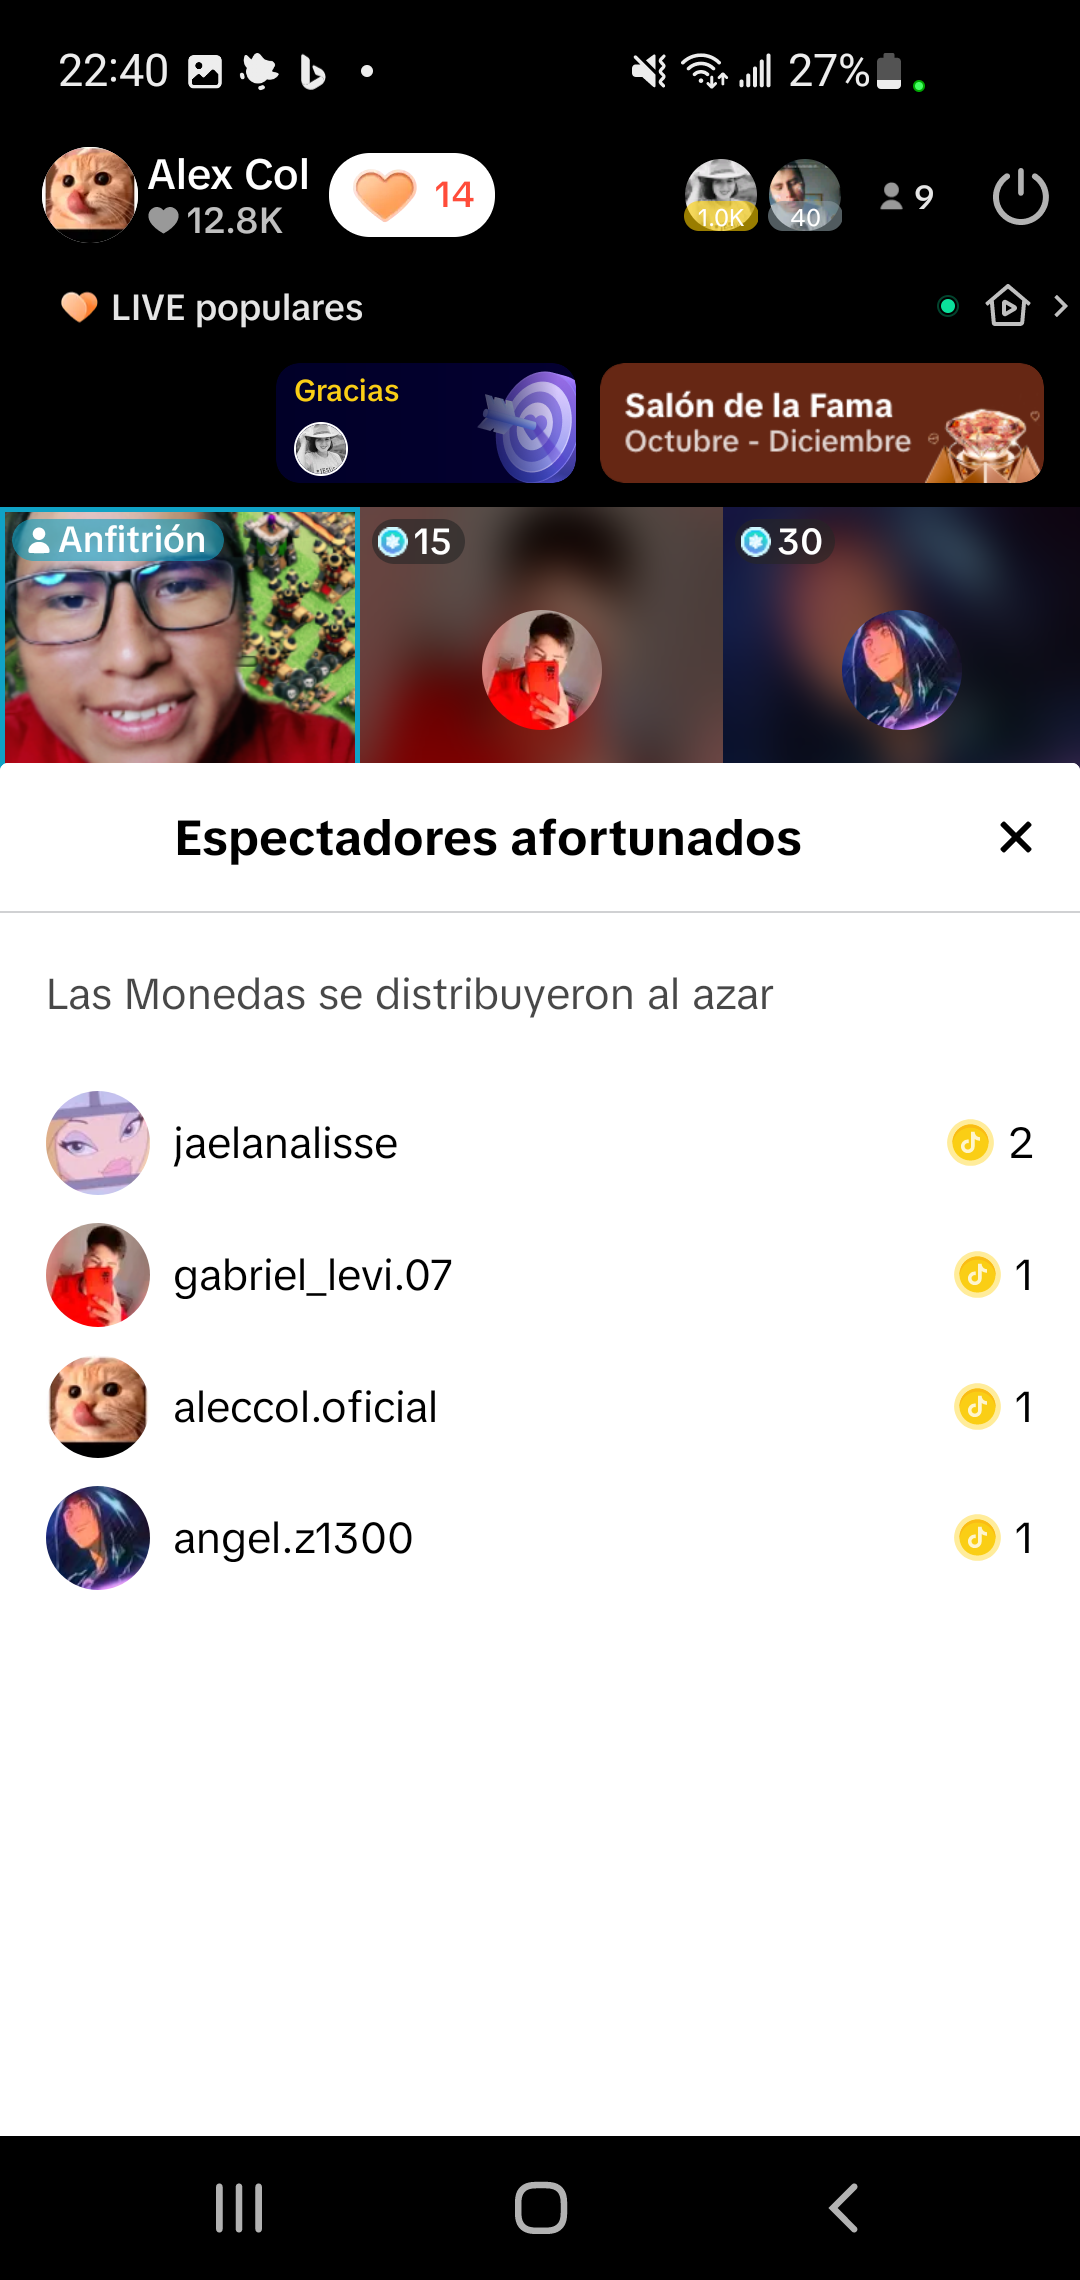 22:40
27%
Alex Col
12.8K
14
1.0K
40
9
LIVE populares
Gracias
Salón de la Fama
Octubre - Diciembre
Anfitrión
15
30
Espectadores afortunados
Las Monedas se distribuyeron al azar
jaelanalisse
2
gabriel_levi.07
1
aleccol.oficial
1
angel.z1300
1